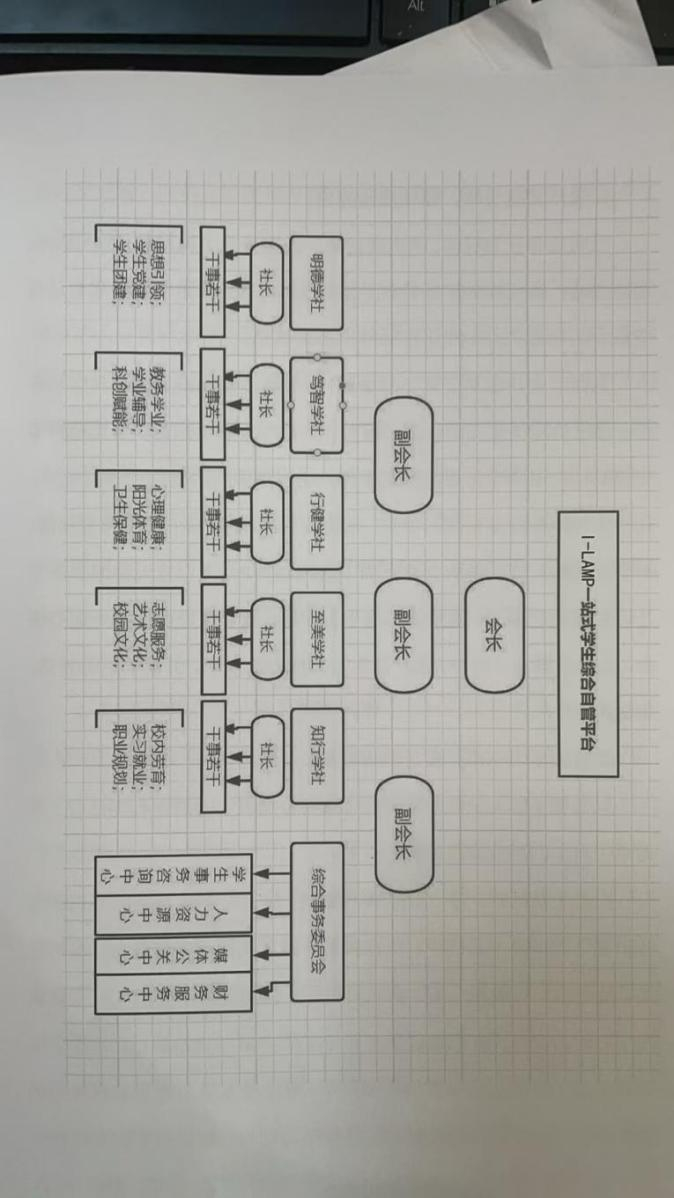 Alt
I-LAMP一站式学生综合自管平台
会长
副会长
副会长
副会长
明德学社
笃智学社
行健学社
至美学社
知行学社
综合事务委员会
社长
社长
社长
社长
社长
干事若干
干事若干
干事若干
干事若干
干事若干
学生事务咨询中心
人力资源中心
媒体公关中心
财务服务中心
思想引领；
学生党建；
学生团建；
教务学业；
学业辅导；
科创赋能；
心理健康；
阳光体育；
卫生保健；
志愿服务；
艺术文化；
校园文化；
校内劳育；
实习就业；
职业规划；